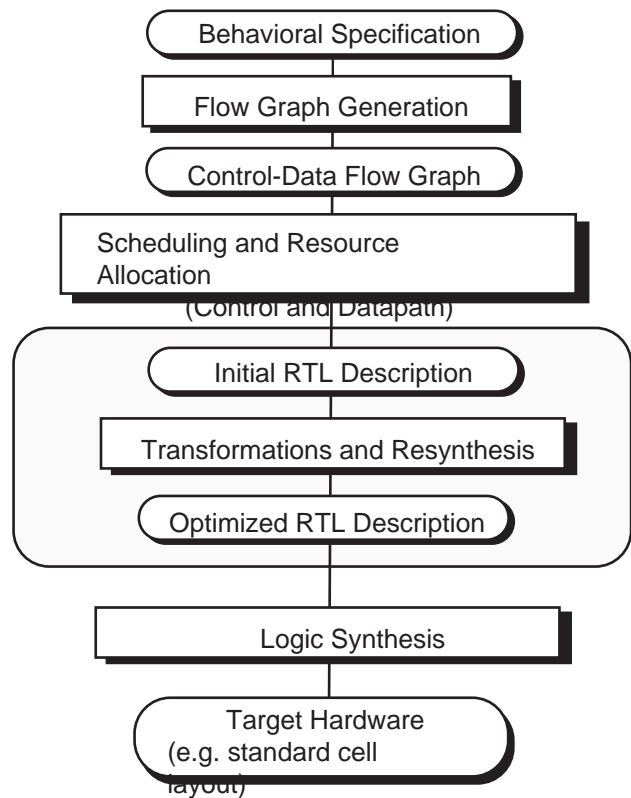 Behavioral Specification
Flow Graph Generation
Control-Data Flow Graph
Scheduling and Resource
Allocation
(Control and Datapath)
Initial RTL Description
Transformations and Resynthesis
Optimized RTL Description
Logic Synthesis
Target Hardware
(e.g. standard cell
layout)